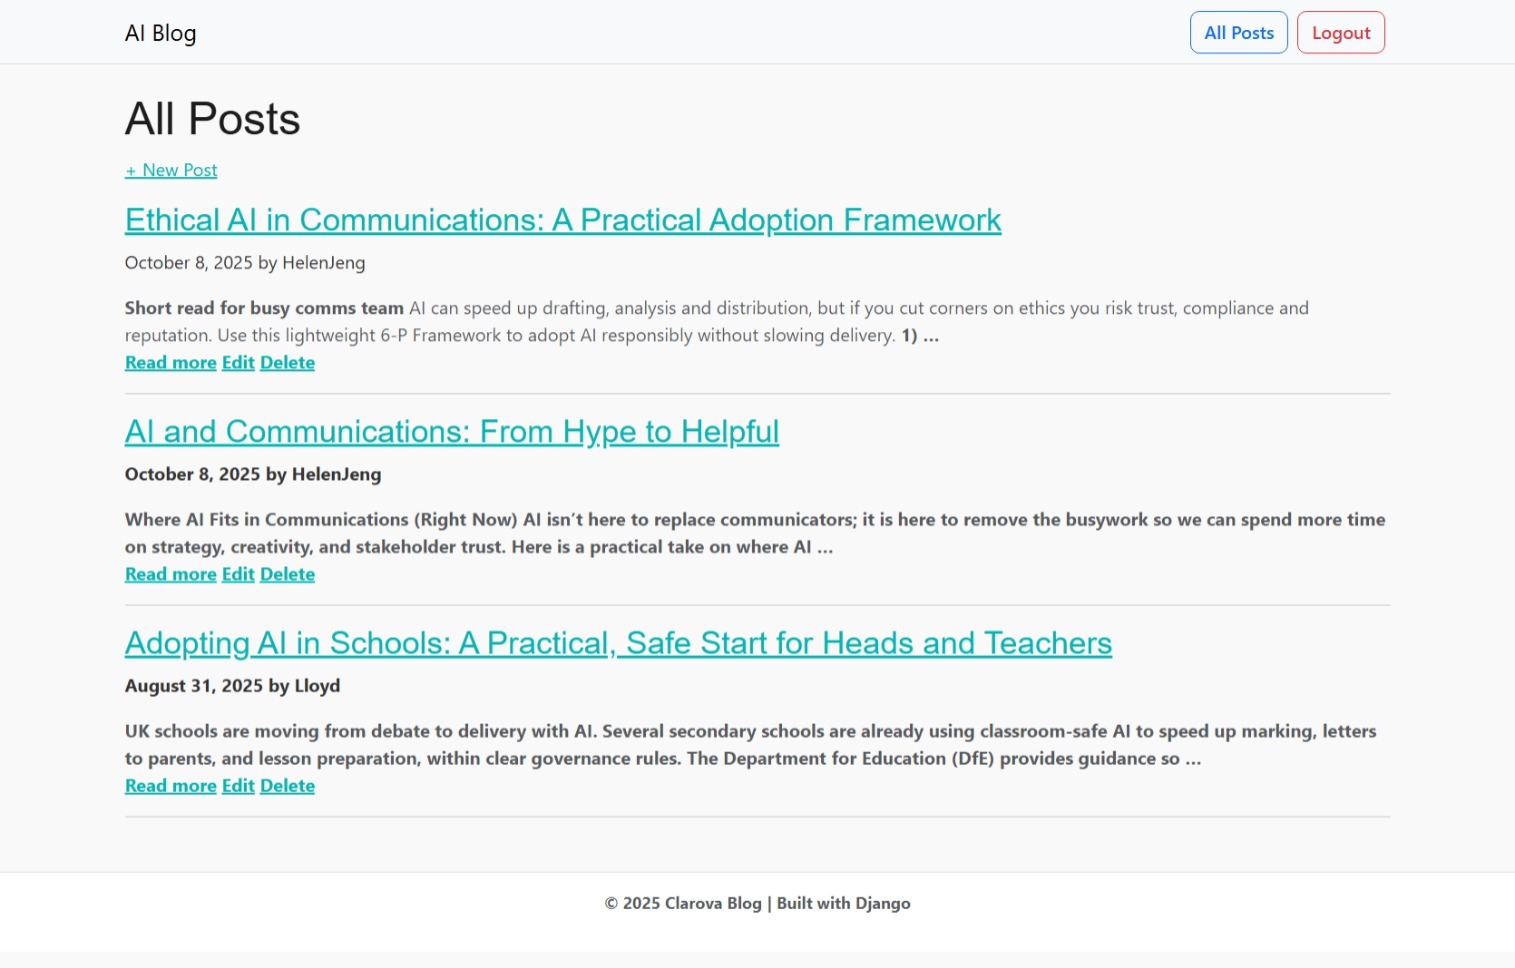 AI Blog
All Posts
Logout
All Posts
+ New Post
Ethical AI in Communications: A Practical Adoption Framework
October 8, 2025 by HelenJeng
Short read for busy comms team AI can speed up drafting, analysis and distribution, but if you cut corners on ethics you risk trust, compliance and
reputation. Use this lightweight 6-P Framework to adopt AI responsibly without slowing delivery. 1) ...
Read more Edit Delete
AI and Communications: From Hype to Helpful
October 8, 2025 by HelenJeng
Where AI Fits in Communications (Right Now) AI isn’t here to replace communicators; it is here to remove the busywork so we can spend more time
on strategy, creativity, and stakeholder trust. Here is a practical take on where AI ...
Read more Edit Delete
Adopting AI in Schools: A Practical, Safe Start for Heads and Teachers
August 31, 2025 by Lloyd
UK schools are moving from debate to delivery with AI. Several secondary schools are already using classroom-safe AI to speed up marking, letters
to parents, and lesson preparation, within clear governance rules. The Department for Education (DfE) provides guidance so ...
Read more Edit Delete
© 2025 Clarova Blog | Built with Django